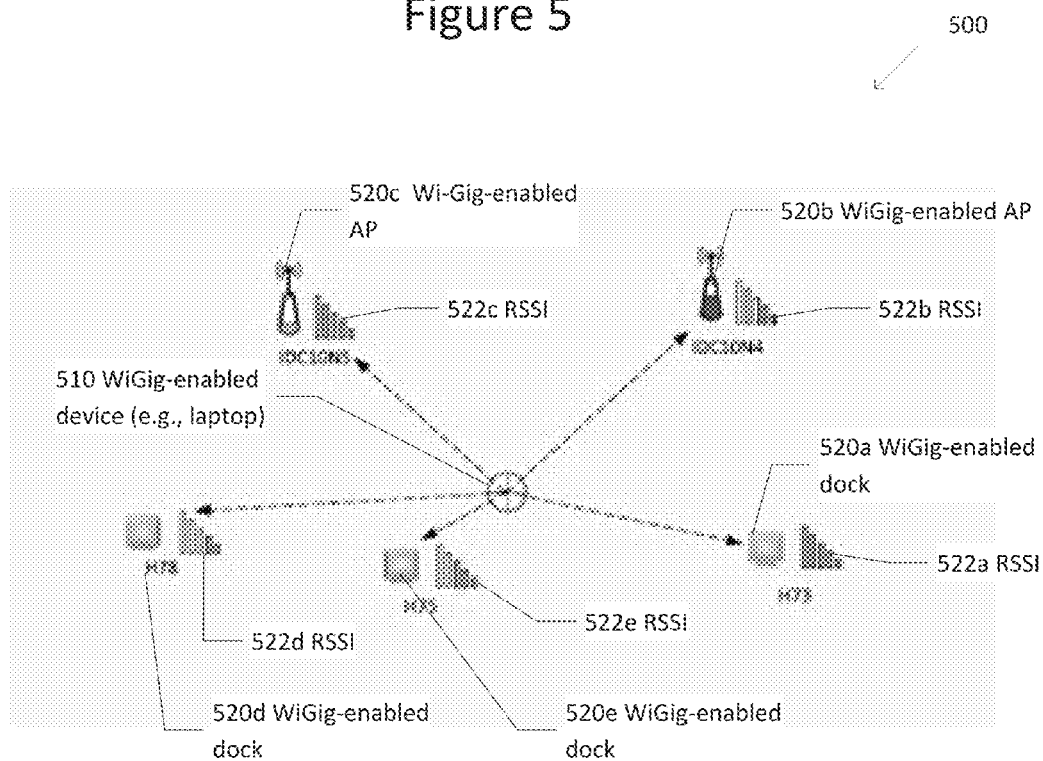 Figure 5
500
520c Wi-Gig-enabled
AP
520b WiGig-enabled AP
522c RSSI
522b RSSI
IDC10N4
510 WiGig-enabled
device (e.g., laptop)
520a WiGig-enabled
dock
522a RSSI
H73
522e RSSI
522d RSSI
520d WiGig-enabled
dock
520e WiGig-enabled
dock